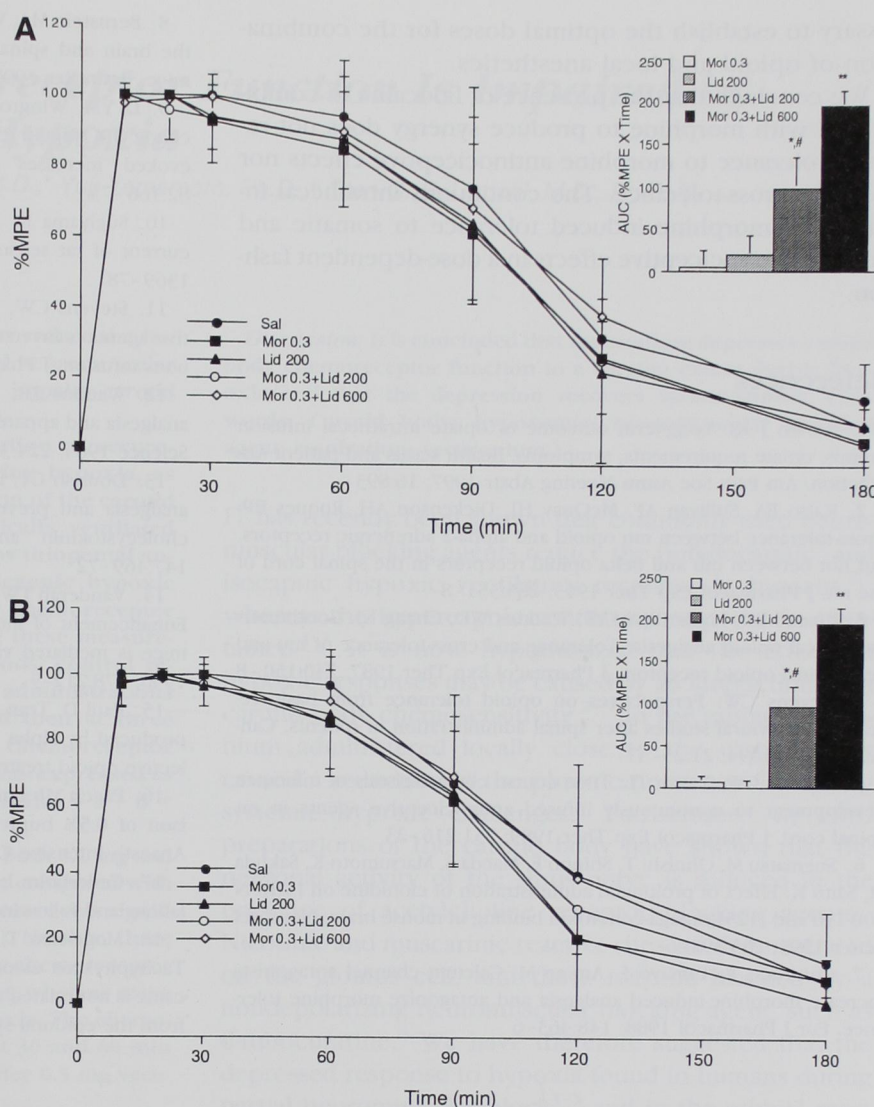 A
120
100
80
60
40
20
0
%MPE
Sal
Mor 0.3
Lid 200
Mor 0.3+Lid 200
Mor 0.3+Lid 600
0
30
60
90
120
150
180
Time (min)
250
200
150
100
50
0
AUC (%MPE X Time)
Mor 0.3
Lid 200
Mor 0.3+Lid 200
Mor 0.3+Lid 600
*,#
**
B
120
100
80
60
40
20
0
%MPE
Sal
Mor 0.3
Lid 200
Mor 0.3+Lid 200
Mor 0.3+Lid 600
0
30
60
90
120
150
180
Time (min)
250
200
150
100
50
0
AUC (%MPE X Time)
Mor 0.3
Lid 200
Mor 0.3+Lid 200
Mor 0.3+Lid 600
*,#
**